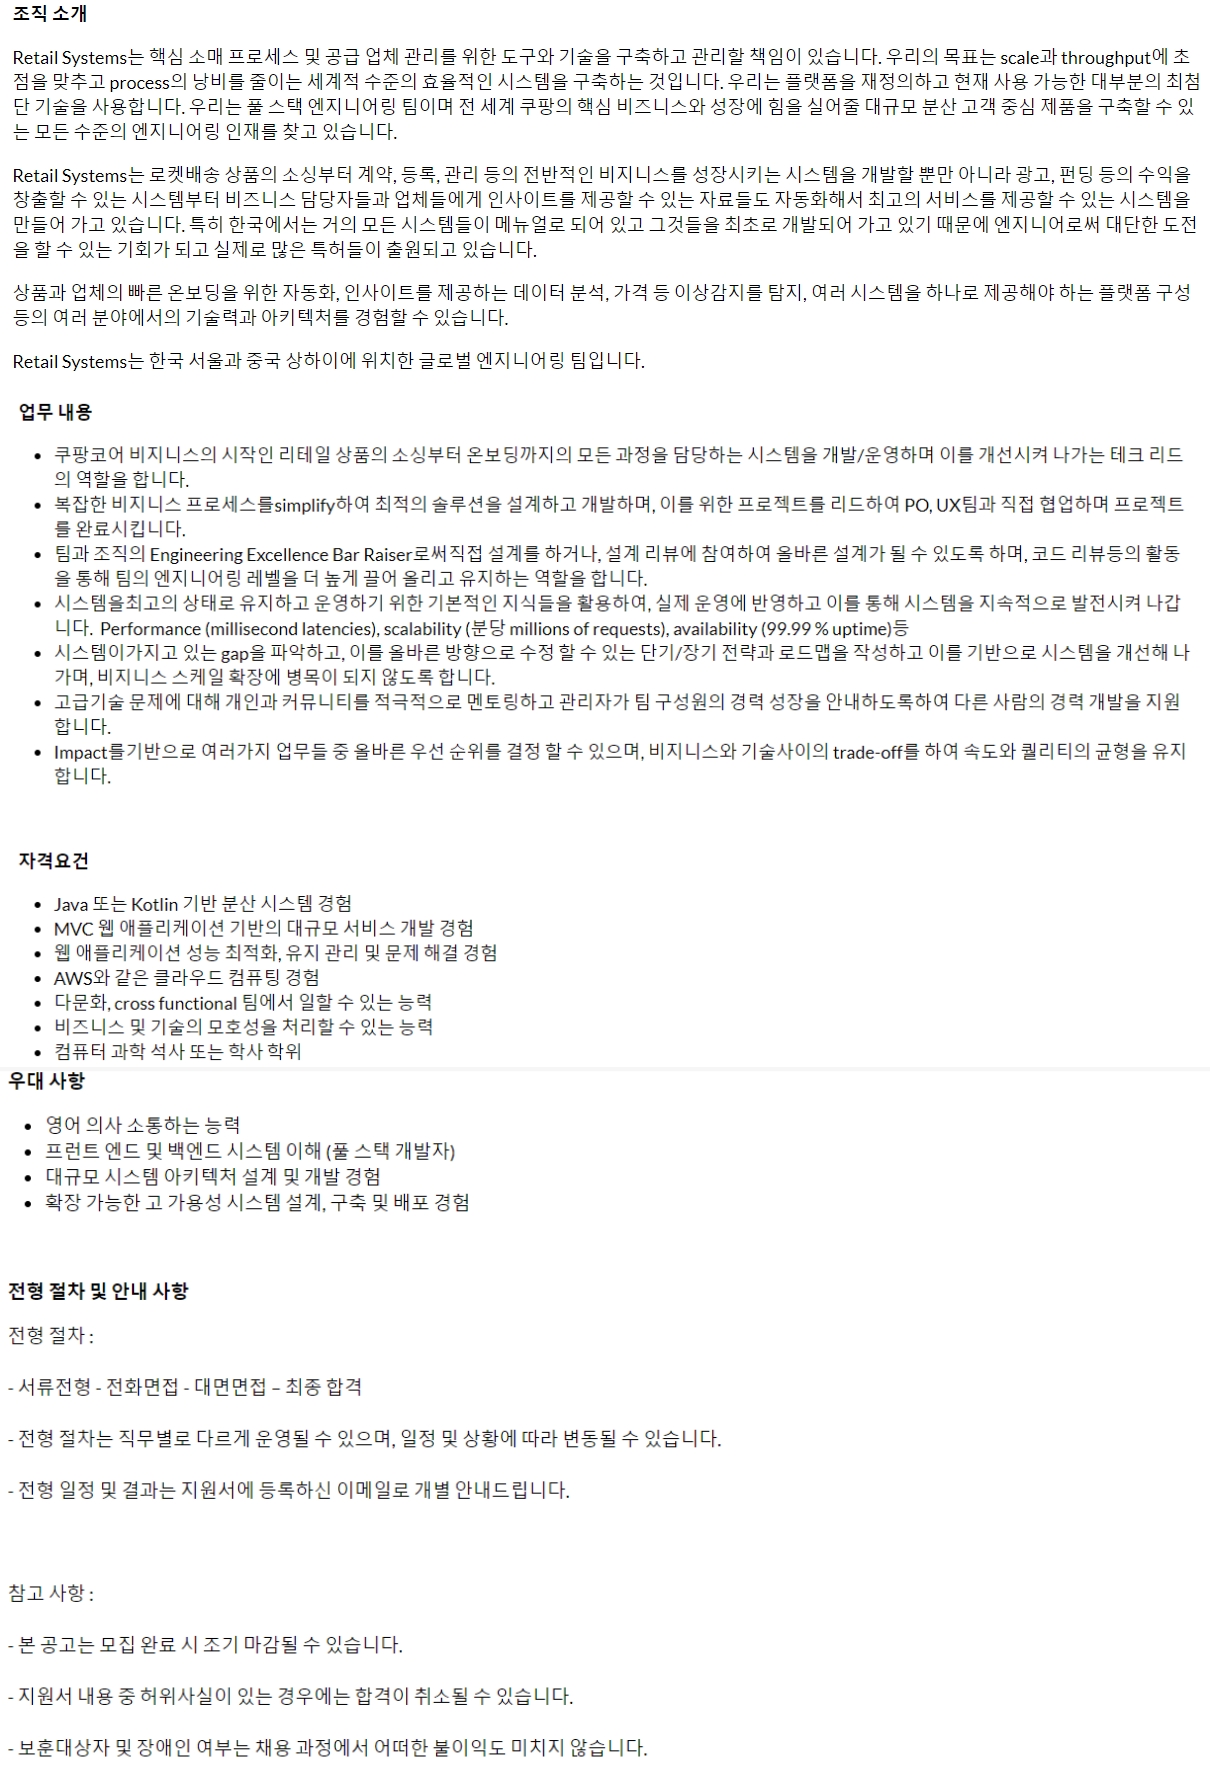 조직 소개
Retail Systems는 핵심 소매 프로세스 및 공급 업체 관리를 위한 도구와 기술을 구축하고 관리할 책임이 있습니다. 우리의 목표는 scale과 throughput에 초
점을 맞추고 process의 낭비를 줄이는 세계적 수준의 효율적인 시스템을 구축하는 것입니다. 우리는 플랫폼을 재정의하고 현재 사용 가능한 대부분의 최첨
단 기술을 사용합니다. 우리는 풀 스택 엔지니어링 팀이며 전 세계 쿠팡의 핵심 비즈니스와 성장에 힘을 실어줄 대규모 분산 고객 중심 제품을 구축할 수 있
는 모든 수준의 엔지니어링 인재를 찾고 있습니다.
Retail Systems는 로켓배송 상품의 소싱부터 계약, 등록, 관리 등의 전반적인 비지니스를 성장시키는 시스템을 개발할 뿐만 아니라 광고, 펀딩 등의 수익을
창출할 수 있는 시스템부터 비즈니스 담당자들과 업체들에게 인사이트를 제공할 수 있는 자료들도 자동화해서 최고의 서비스를 제공할 수 있는 시스템을
만들어 가고 있습니다. 특히 한국에서는 거의 모든 시스템들이 메뉴얼로 되어 있고 그것들을 최초로 개발되어 가고 있기 때문에 엔지니어로써 대단한 도전
을 할 수 있는 기회가 되고 실제로 많은 특허들이 출원되고 있습니다.
상품과 업체의 빠른 온보딩을 위한 자동화, 인사이트를 제공하는 데이터 분석, 가격 등 이상감지를 탐지, 여러 시스템을 하나로 제공해야 하는 플랫폼 구성
등의 여러 분야에서의 기술력과 아키텍처를 경험할 수 있습니다.
Retail Systems는 한국 서울과 중국 상하이에 위치한 글로벌 엔지니어링 팀입니다.
업무 내용
• 쿠팡코어 비지니스의 시작인 리테일 상품의 소싱부터 온보딩까지의 모든 과정을 담당하는 시스템을 개발/운영하며 이를 개선시켜 나가는 테크 리드
의 역할을 합니다.
• 복잡한 비지니스 프로세스를simplify하여 최적의 솔루션을 설계하고 개발하며, 이를 위한 프로젝트를 리드하여 PO, UX팀과 직접 협업하며 프로젝트
를 완료시킵니다.
• 팀과 조직의 Engineering Excellence Bar Raiser로써직접 설계를 하거나, 설계 리뷰에 참여하여 올바른 설계가 될 수 있도록 하며, 코드 리뷰등의 활동
을 통해 팀의 엔지니어링 레벨을 더 높게 끌어 올리고 유지하는 역할을 합니다.
• 시스템을최고의 상태로 유지하고 운영하기 위한 기본적인 지식들을 활용하여, 실제 운영에 반영하고 이를 통해 시스템을 지속적으로 발전시켜 나갑
니다. Performance (millisecond latencies), scalability (분당 millions of requests), availability (99.99 % uptime)등
• 시스템이가지고 있는 gap을 파악하고, 이를 올바른 방향으로 수정 할 수 있는 단기/장기 전략과 로드맵을 작성하고 이를 기반으로 시스템을 개선해 나
가며, 비지니스 스케일 확장에 병목이 되지 않도록 합니다.
• 고급기술 문제에 대해 개인과 커뮤니티를 적극적으로 멘토링하고 관리자가 팀 구성원의 경력 성장을 안내하도록하여 다른 사람의 경력 개발을 지원
합니다.
• Impact를기반으로 여러가지 업무들 중 올바른 우선 순위를 결정 할 수 있으며, 비지니스와 기술사이의 trade-off를 하여 속도와 퀄리티의 균형을 유지
합니다.
자격요건
• Java 또는 Kotlin 기반 분산 시스템 경험
• MVC 웹 애플리케이션 기반의 대규모 서비스 개발 경험
• 웹 애플리케이션 성능 최적화, 유지 관리 및 문제 해결 경험
• AWS와 같은 클라우드 컴퓨팅 경험
• 다문화, cross functional 팀에서 일할 수 있는 능력
• 비즈니스 및 기술의 모호성을 처리할 수 있는 능력
• 컴퓨터 과학 석사 또는 학사 학위
우대 사항
• 영어 의사 소통하는 능력
• 프런트 엔드 및 백엔드 시스템 이해 (풀 스택 개발자)
• 대규모 시스템 아키텍처 설계 및 개발 경험
• 확장 가능한 고 가용성 시스템 설계, 구축 및 배포 경험
전형 절차 및 안내 사항
전형 절차 :
- 서류전형 - 전화면접 - 대면면접 – 최종 합격
- 전형 절차는 직무별로 다르게 운영될 수 있으며, 일정 및 상황에 따라 변동될 수 있습니다.
- 전형 일정 및 결과는 지원서에 등록하신 이메일로 개별 안내드립니다.
참고 사항 :
- 본 공고는 모집 완료 시 조기 마감될 수 있습니다.
- 지원서 내용 중 허위사실이 있는 경우에는 합격이 취소될 수 있습니다.
- 보훈대상자 및 장애인 여부는 채용 과정에서 어떠한 불이익도 미치지 않습니다.